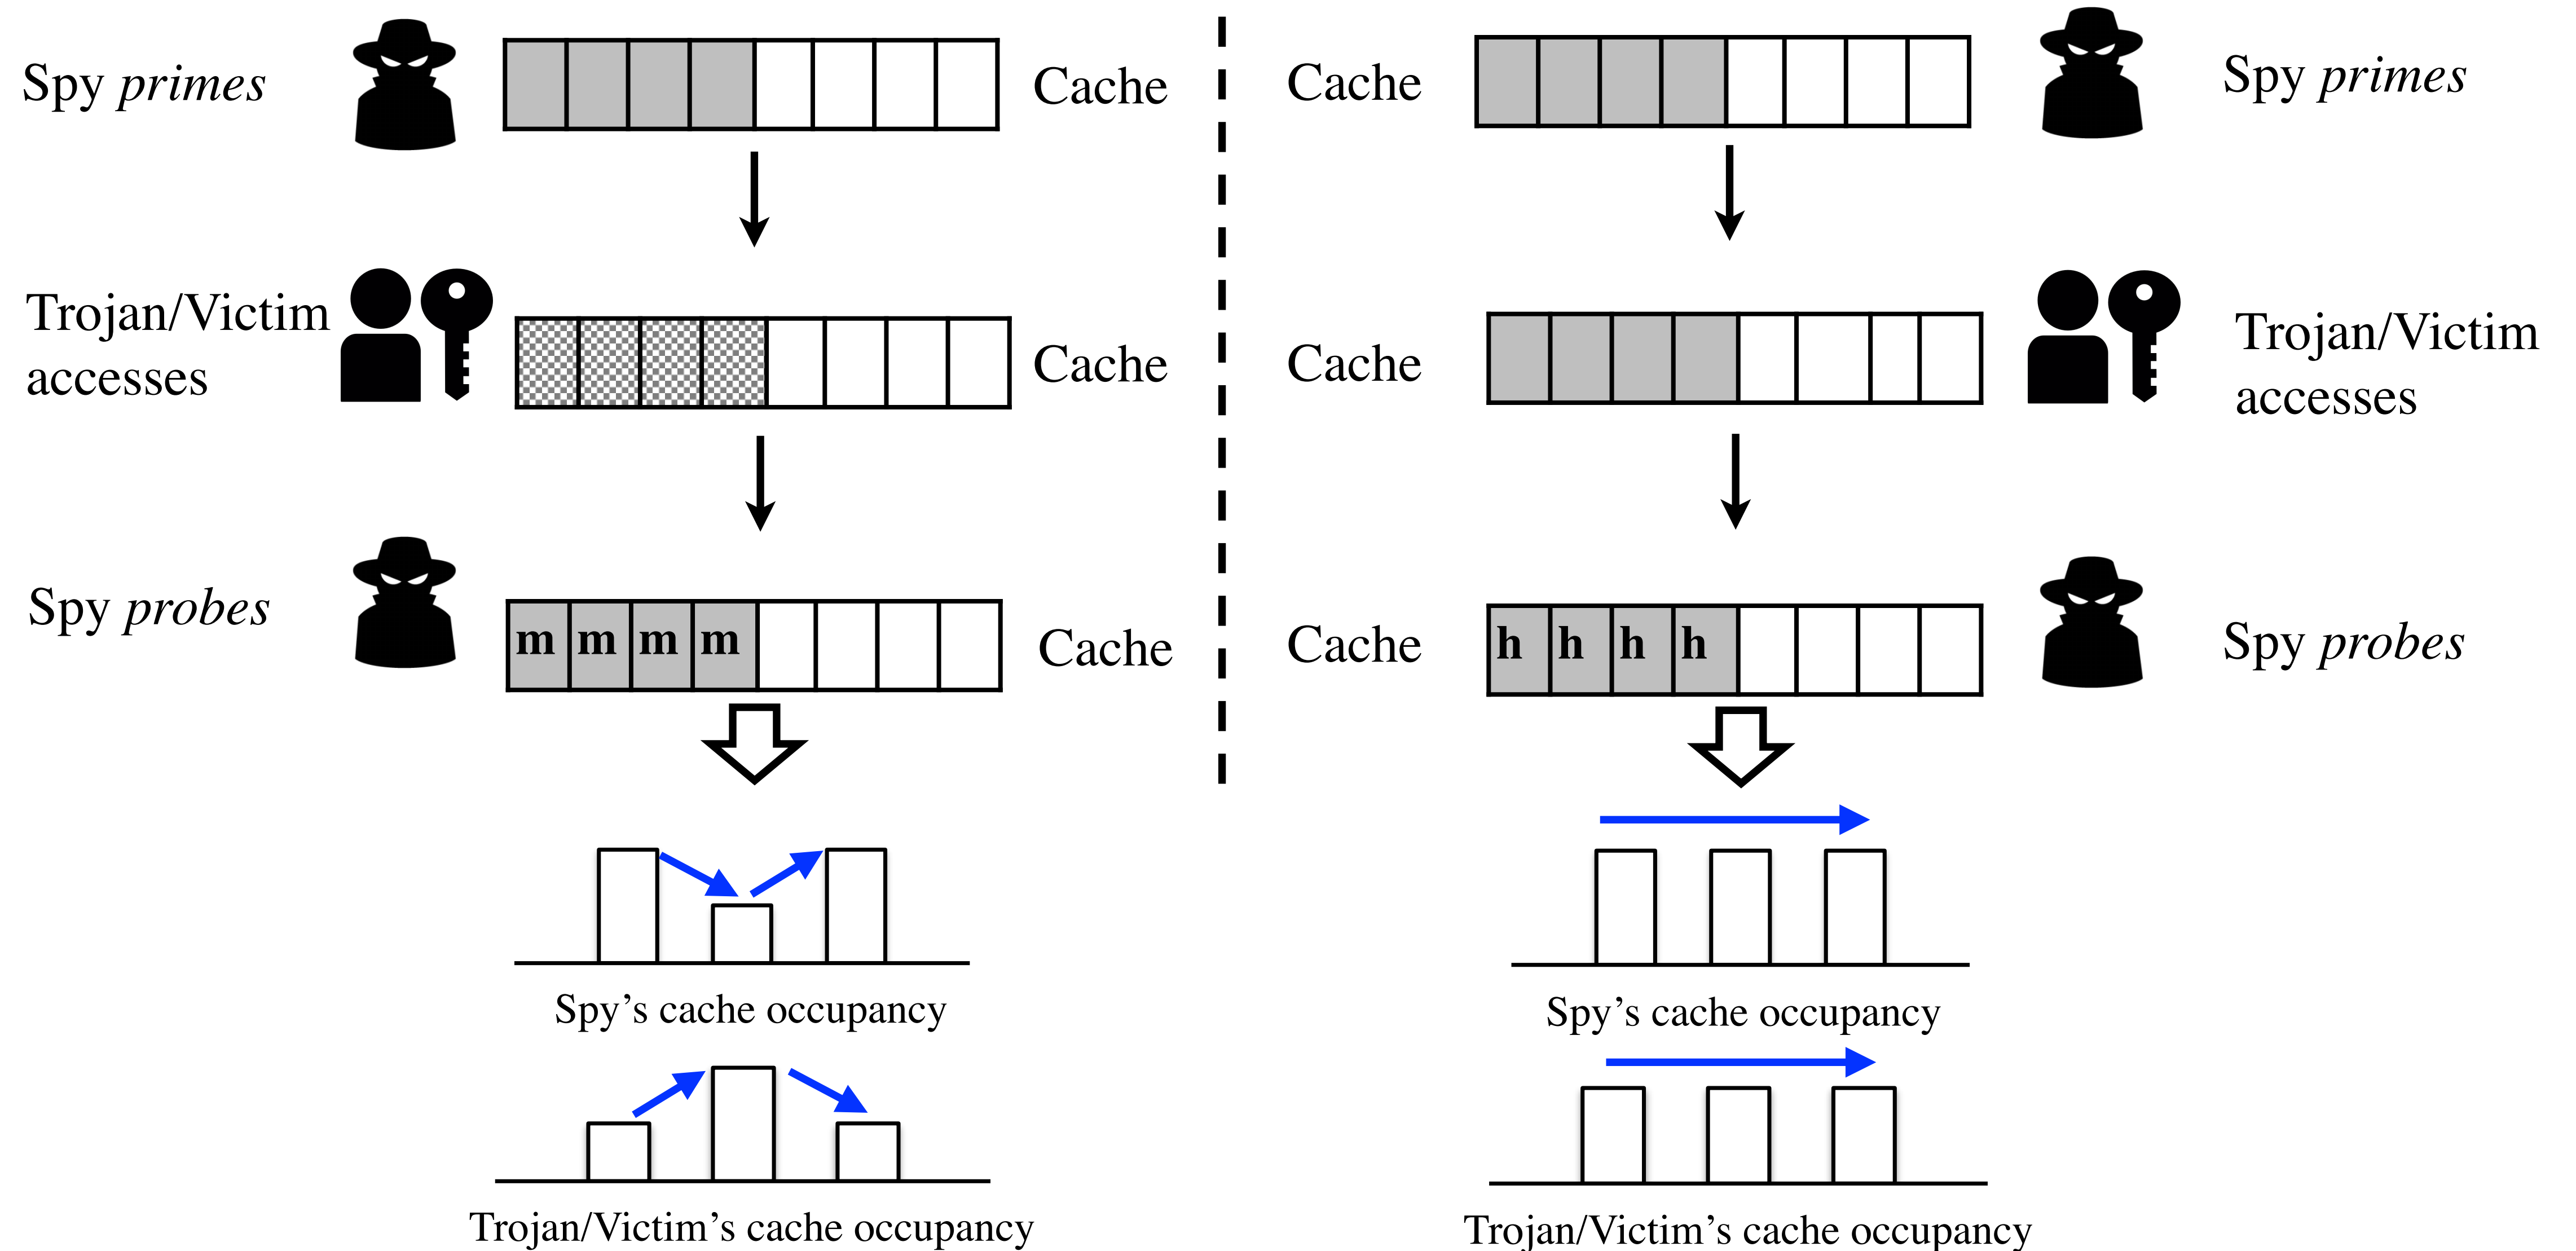 Spy primes
Cache
Trojan/Victim
accesses
Cache
Spy probes
m m m m
Cache
Spy’s cache occupancy
Trojan/Victim’s cache occupancy
Cache
Spy primes
Cache
Trojan/Victim
accesses
Cache
h h h h
Spy probes
Spy’s cache occupancy
Trojan/Victim’s cache occupancy